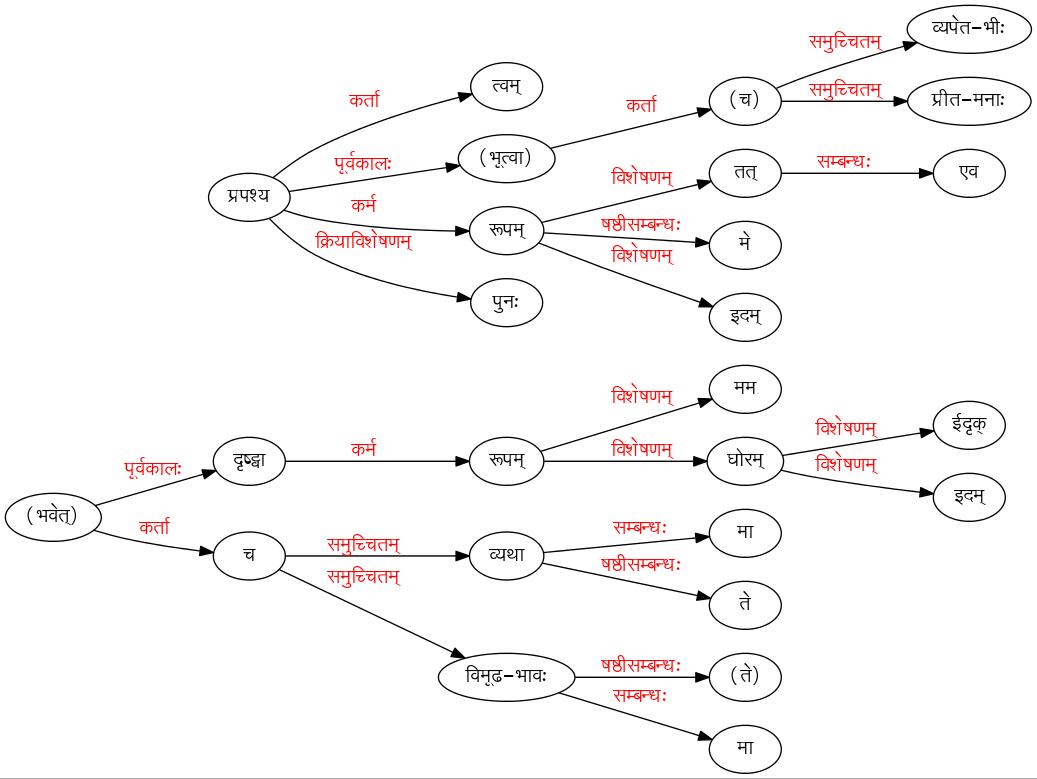 व्यपेत-भीः
समुच्चितम्
त्वम्
समुच्चितम्
कर्ता
कर्ता
(च)
प्रीत-मनाः
(भूत्वा)
पूर्वकालः
विशेषणम्
तत्
सम्बन्धः
एव
प्रपश्य
कर्म
रूपम्
षष्ठीसम्बन्धः
मे
क्रियाविशेषणम्
विशेषणम्
पुनः
इदम्
मम
विशेषणम्
ईदृक्
विशेषणम्
दृष्ट्वा
कर्म
रूपम्
विशेषणम्
घोरम्
पूर्वकालः
विशेषणम्
इदम्
(भवेत्)
कर्ता
सम्बन्धः
मा
च
समुच्चितम्
व्यथा
षष्ठीसम्बन्धः
समुच्चितम्
ते
विमूढ-भावः
षष्ठीसम्बन्धः
(ते)
सम्बन्धः
मा